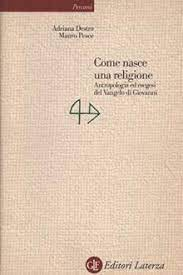 Percorsi
Adriana Destro
Mauro Pesce
Come nasce
una religione
Antropologia ed esegesi
del Vangelo di Giovanni
Editori Laterza